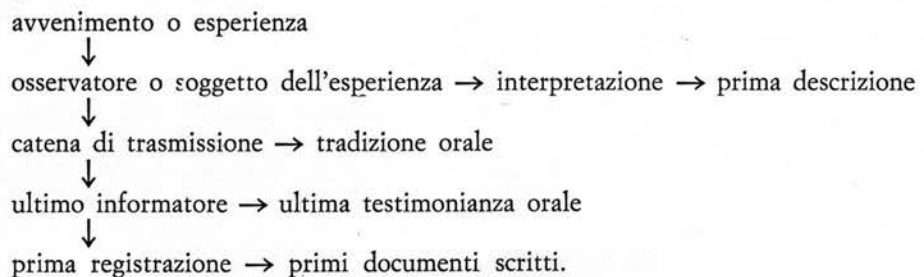 avvenimento o esperienza
↓
osservatore o soggetto dell'esperienza → interpretazione → prima descrizione
↓
catena di trasmissione → tradizione orale
↓
ultimo informatore → ultima testimonianza orale
↓
prima registrazione → primi documenti scritti.